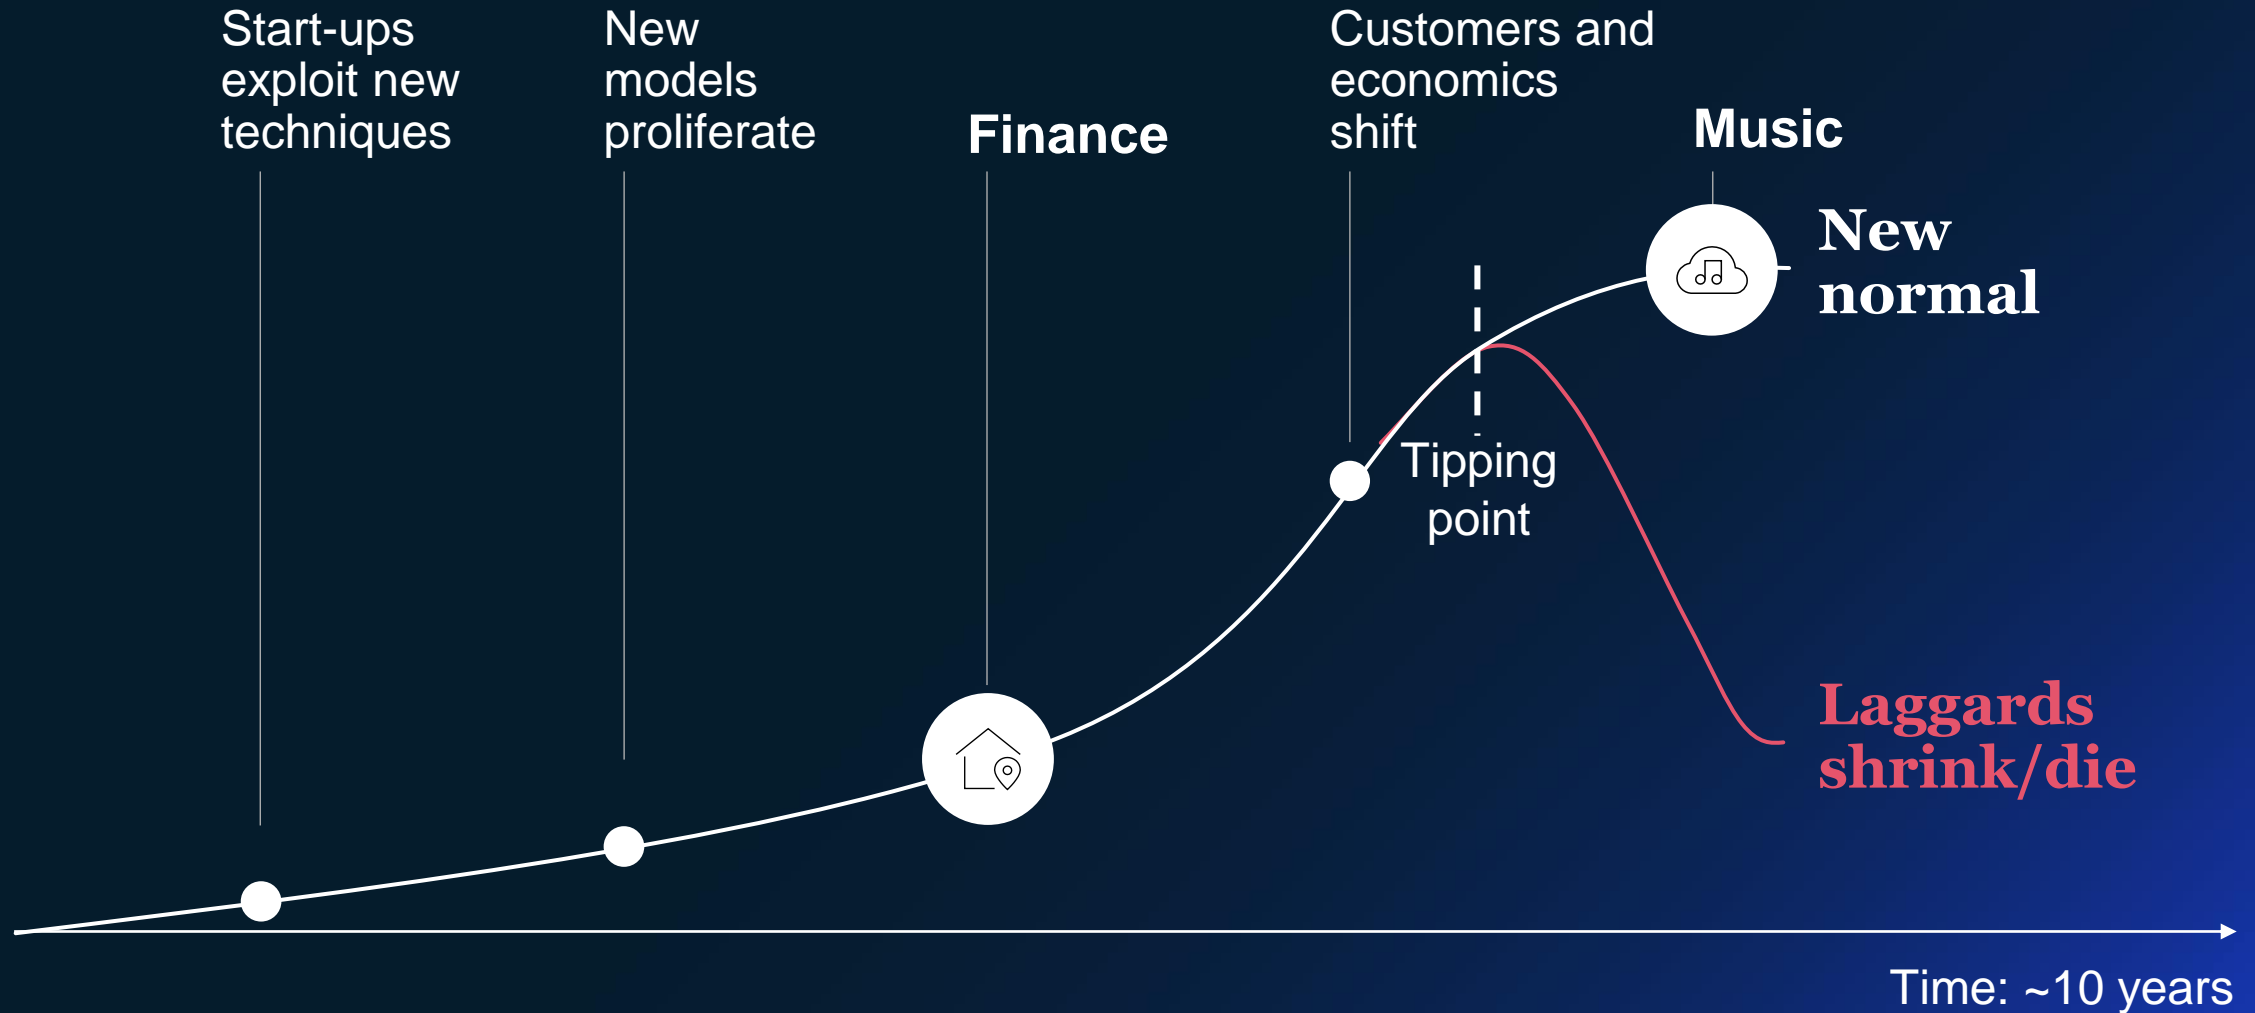 Start-ups
exploit new
techniques
New
models
proliferate
Finance
Customers and
economics
shift
Music
New
normal
Tipping
point
Laggards
shrink/die
Time: ~10 years